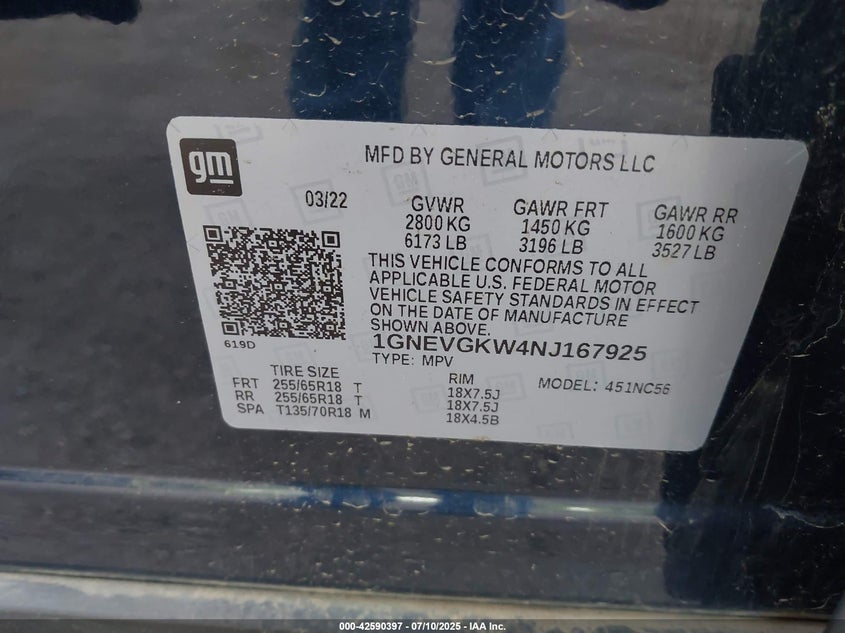 gm
MFD BY GENERAL MOTORS LLC
03/22
GVWR
2800 KG
6173 LB
GAWR FRT
1450 KG
3196 LB
GAWR RR
1600 KG
3527 LB
THIS VEHICLE CONFORMS TO ALL
APPLICABLE U.S. FEDERAL MOTOR
VEHICLE SAFETY STANDARDS IN EFFECT
ON THE DATE OF MANUFACTURE
SHOWN ABOVE.
619D
1GNEVGKW4NJ167925
TYPE: MPV
MODEL: 451NC56
TIRE SIZE RIM
FRT 255/65R18 T 18X7.5J
RR 255/65R18 T 18X7.5J
SPA T135/70R18 M 18X4.5B
000-42590397 - 07/10/2025 - IAA Inc.